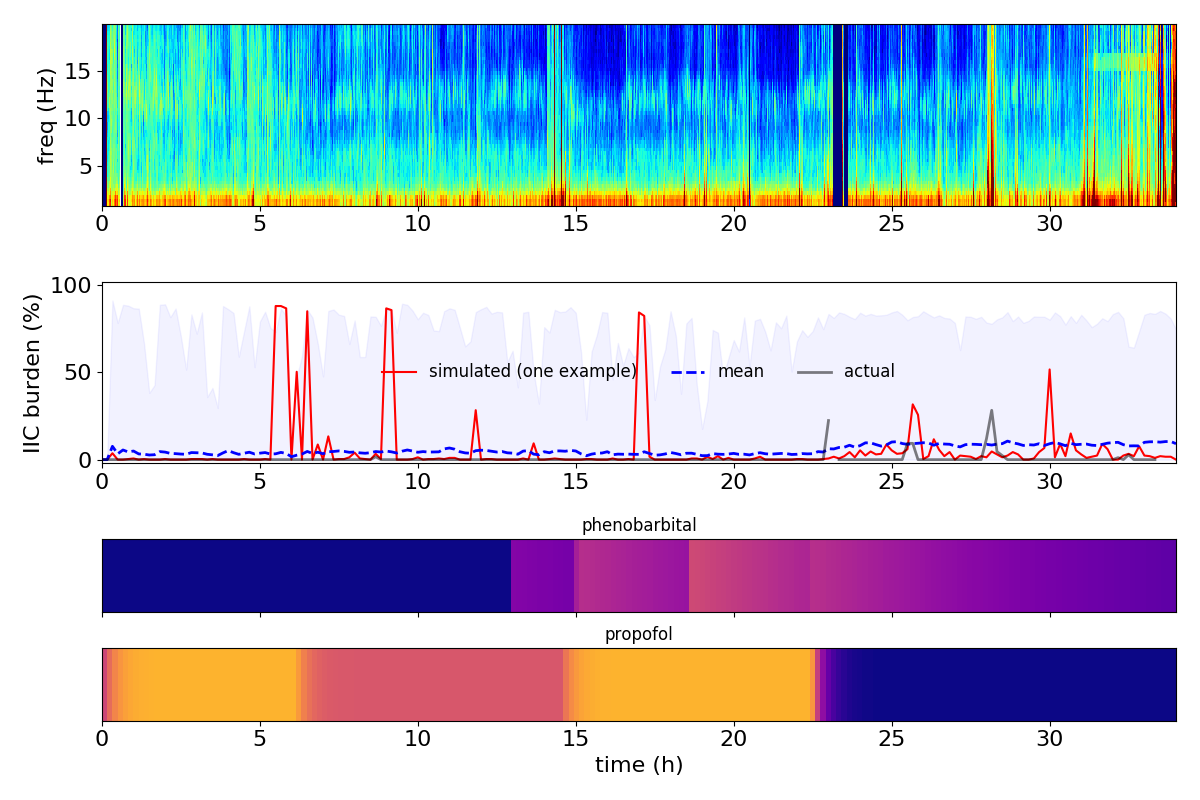 freq (Hz)
15
10
5
0 5 10 15 20 25 30
IIC burden (%)
100
50
0
simulated (one example) mean actual
0 5 10 15 20 25 30
phenobarbital
propofol
0 5 10 15 20 25 30
time (h)